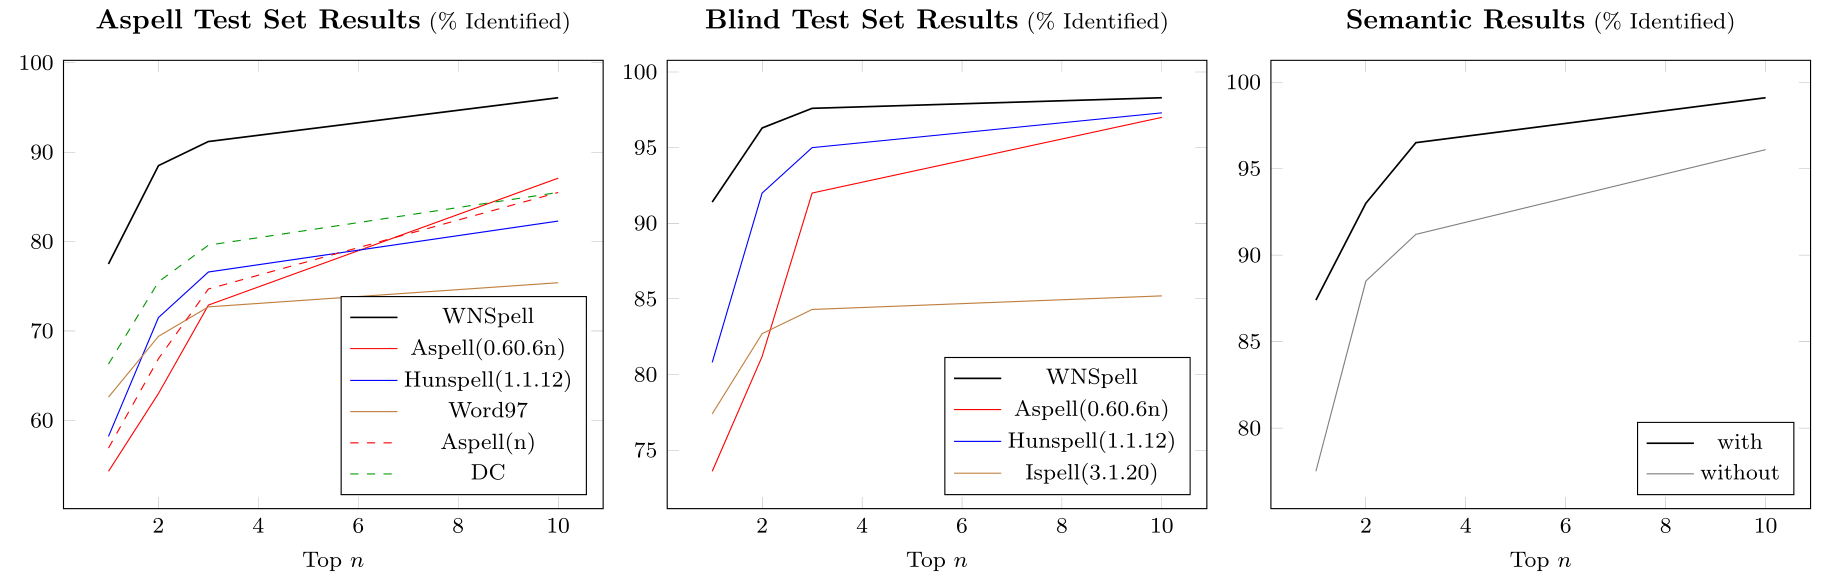 Aspell Test Set Results (% Identified)
100
90
80
70
60
2 4 6 8 10
Top n
WNSpell
Aspell(0.60.6n)
Hunspell(1.1.12)
Word97
Aspell(n)
DC
Blind Test Set Results (% Identified)
100
95
90
85
80
75
2 4 6 8 10
Top n
WNSpell
Aspell(0.60.6n)
Hunspell(1.1.12)
Ispell(3.1.20)
Semantic Results (% Identified)
100
95
90
85
80
2 4 6 8 10
Top n
with
without